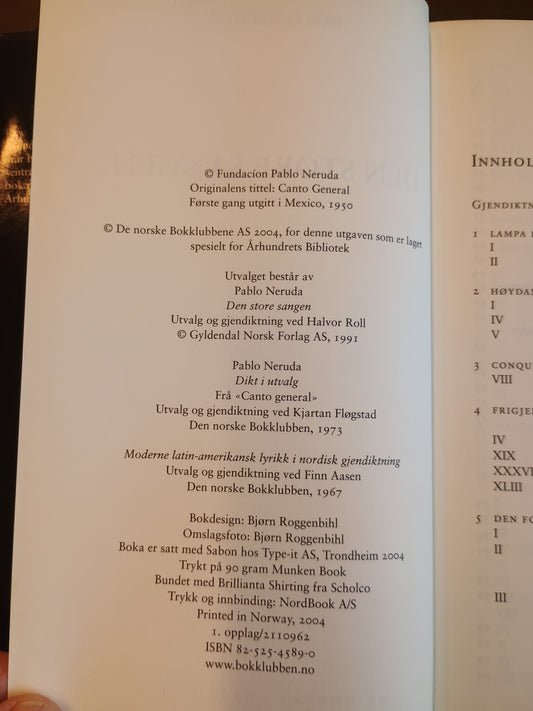 © Fundacíon Pablo Neruda
Originalens tittel: Canto General
Første gang utgitt i Mexico, 1950
© De norske Bokklubbene AS 2004, for denne utgaven som er laget
spesielt for Århundrets Bibliotek
Utvalget består av
Pablo Neruda
Den store sangen
Utvalg og gjendiktning ved Halvor Roll
© Gyldendal Norsk Forlag AS, 1991
Pablo Neruda
Dikt i utvalg
Frå «Canto general»
Utvalg og gjendiktning ved Kjartan Fløgstad
Den norske Bokklubben, 1973
Moderne latin-amerikansk lyrikk i nordisk gjendiktning
Utvalg og gjendiktning ved Finn Aasen
Den norske Bokklubben, 1967
Bokdesign: Bjørn Roggenbihl
Omslagsfoto: Bjørn Roggenbihl
Boka er satt med Sabon hos Type-it AS, Trondheim 2004
Trykt på 90 gram Munken Book
Bundet med Brillianta Shirting fra Scholco
Trykk og innbinding: NordBook A/S
Printed in Norway, 2004
1. opplag/2110962
ISBN 82-525-4589-0
www.bokklubben.no
INNHOL
GJENDIKTN
1 LAMPA
I
II
2 HØYDAN
I
IV
V
3 CONQU
VIII
4 FRIGJE
IV
XIX
XXXVI
XLIII
5 DEN FO
I
II
III